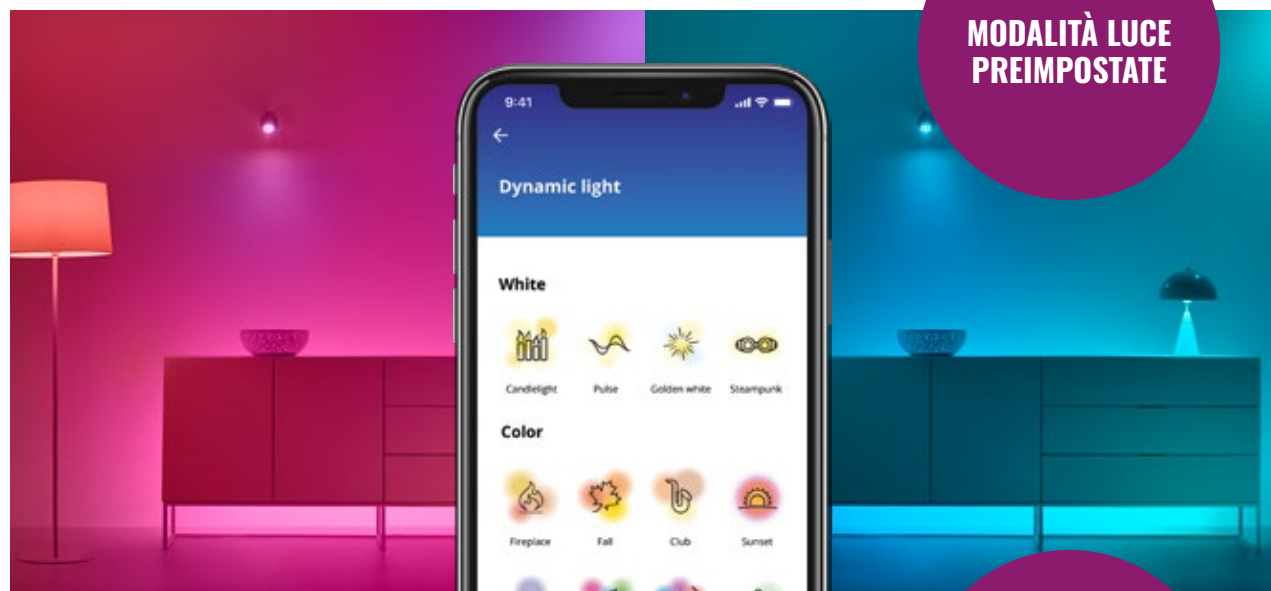 MODALITÀ LUCE
PREIMPOSTATE
9:41
Dynamic light
White
Candlelight Pulse Golden white Steampunk
Color
Fireplace Fall Club Sunset